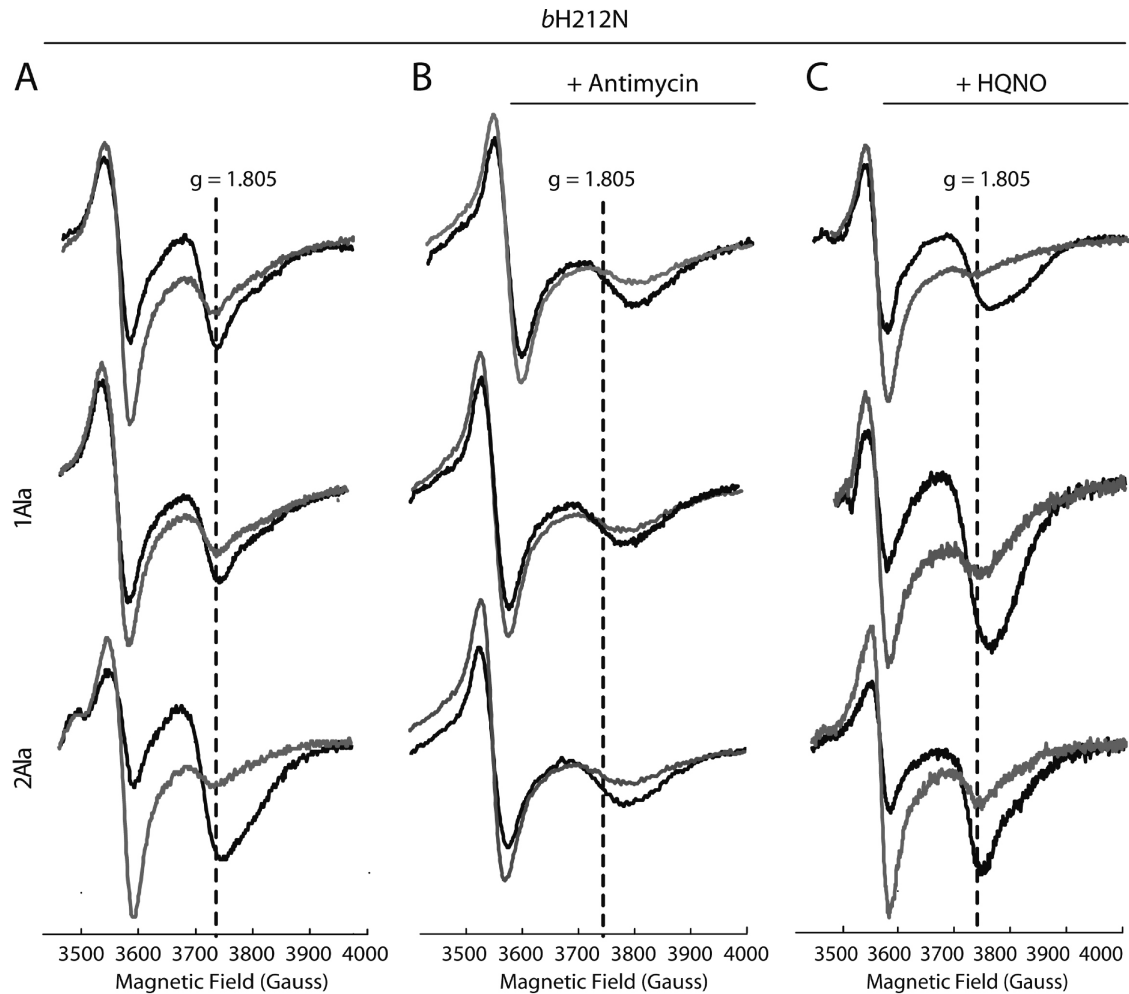 bH212N
A
B
C
+ Antimycin
+ HQNO
g = 1.805
g = 1.805
g = 1.805
1Ala
2Ala
3500 3600 3700 3800 3900 4000
3500 3600 3700 3800 3900 4000
3500 3600 3700 3800 3900 4000
Magnetic Field (Gauss)
Magnetic Field (Gauss)
Magnetic Field (Gauss)